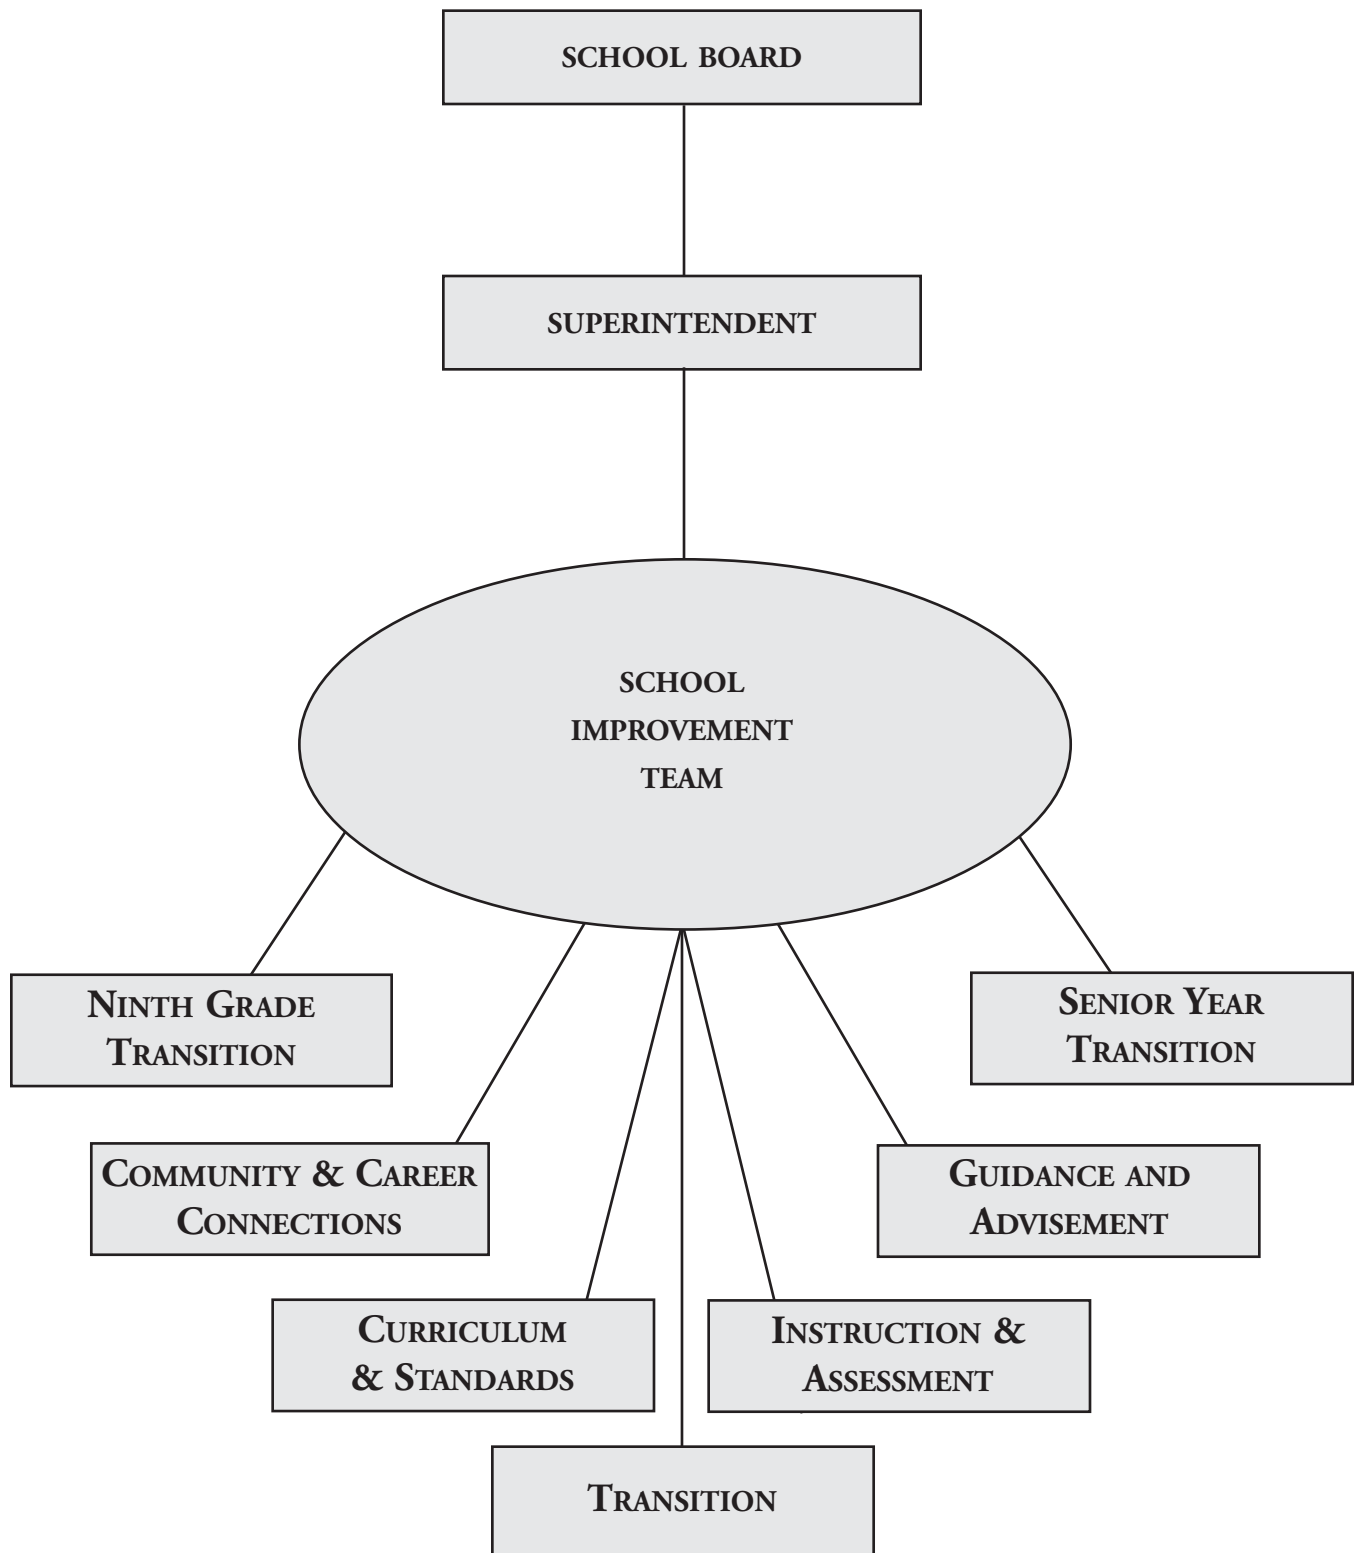 SCHOOL BOARD
SUPERINTENDENT
SCHOOL
IMPROVEMENT
TEAM
NINTH GRADE
TRANSITION
SENIOR YEAR
TRANSITION
COMMUNITY & CAREER
CONNECTIONS
GUIDANCE AND
ADVISEMENT
CURRICULUM
& STANDARDS
INSTRUCTION &
ASSESSMENT
TRANSITION